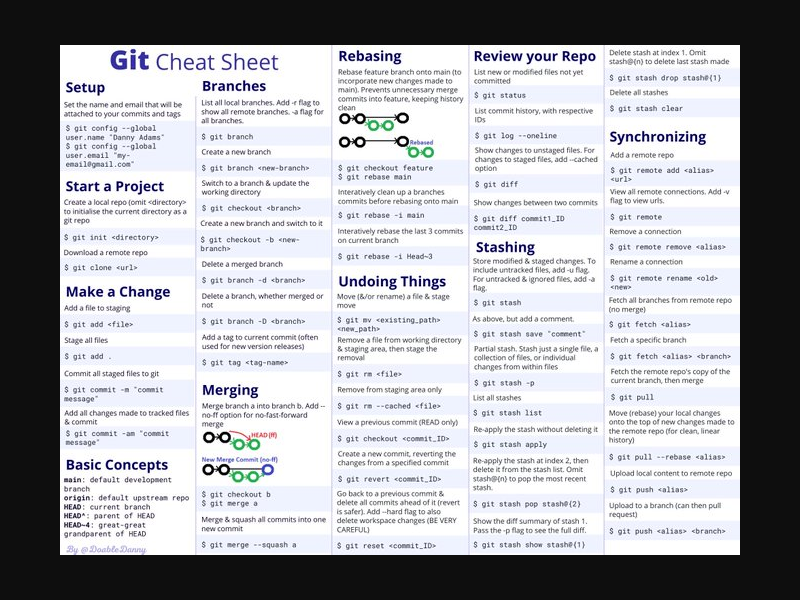 Git Cheat Sheet
Setup
Set the name and email that will be
attached to your commits and tags
$ git config --global
user.name "Danny Adams"
$ git config --global
user.email "my-
email@gmail.com"
Start a Project
Create a local repo (omit <directory>
to initialise the current directory as a
git repo
$ git init <directory>
Download a remote repo
$ git clone <url>
Make a Change
Add a file to staging
$ git add <file>
Stage all files
$ git add .
Commit all staged files to git
$ git commit -m "commit
message"
Add all changes made to tracked files
& commit
$ git commit -am "commit
message"
Basic Concepts
main: default development
branch
origin: default upstream repo
HEAD: current branch
HEAD^: parent of HEAD
HEAD~4: great-great
grandparent of HEAD
By @DoableDanny
Branches
List all local branches. Add -r flag to
show all remote branches. -a flag for
all branches.
$ git branch
Create a new branch
$ git branch <new-branch>
Switch to a branch & update the
working directory
$ git checkout <branch>
Create a new branch and switch to it
$ git checkout -b <new-
branch>
Delete a merged branch
$ git branch -d <branch>
Delete a branch, whether merged or
not
$ git branch -D <branch>
Add a tag to current commit (often
used for new version releases)
$ git tag <tag-name>
Merging
Merge branch a into branch b. Add --
no-ff option for no-fast-forward
merge
HEAD (ff)
New Merge Commit (no-ff)
$ git checkout b
$ git merge a
Merge & squash all commits into one
new commit
$ git merge --squash a
Rebasing
Rebase feature branch onto main (to
incorporate new changes made to
main). Prevents unnecessary merge
commits into feature, keeping history
clean
Rebased
$ git checkout feature
$ git rebase main
Interatively clean up a branches
commits before rebasing onto main
$ git rebase -i main
Interatively rebase the last 3 commits
on current branch
$ git rebase -i Head~3
Undoing Things
Move (&/or rename) a file & stage
move
$ git mv <existing_path>
<new_path>
Remove a file from working directory
& staging area, then stage the
removal
$ git rm <file>
Remove from staging area only
$ git rm --cached <file>
View a previous commit (READ only)
$ git checkout <commit_ID>
Create a new commit, reverting the
changes from a specified commit
$ git revert <commit_ID>
Go back to a previous commit &
delete all commits ahead of it (revert
is safer). Add --hard flag to also
delete workspace changes (BE VERY
CAREFUL)
$ git reset <commit_ID>
Review your Repo
List new or modified files not yet
committed
$ git status
List commit history, with respective
IDs
$ git log --oneline
Show changes to unstaged files. For
changes to staged files, add --cached
option
$ git diff
Show changes between two commits
$ git diff commit1_ID
commit2_ID
Stashing
Store modified & staged changes. To
include untracked files, add -u flag.
For untracked & ignored files, add -a
flag.
$ git stash
As above, but add a comment.
$ git stash save "comment"
Partial stash. Stash just a single file, a
collection of files, or individual
changes from within files
$ git stash -p
List all stashes
$ git stash list
Re-apply the stash without deleting it
$ git stash apply
Re-apply the stash at index 2, then
delete it from the stash list. Omit
stash@{n} to pop the most recent
stash.
$ git stash pop stash@{2}
Show the diff summary of stash 1.
Pass the -p flag to see the full diff.
$ git stash show stash@{1}
Delete stash at index 1. Omit
stash@{n} to delete last stash made
$ git stash drop stash@{1}
Delete all stashes
$ git stash clear
Synchronizing
Add a remote repo
$ git remote add <alias>
<url>
View all remote connections. Add -v
flag to view urls.
$ git remote
Remove a connection
$ git remote remove <alias>
Rename a connection
$ git remote rename <old>
<new>
Fetch all branches from remote repo
(no merge)
$ git fetch <alias>
Fetch a specific branch
$ git fetch <alias> <branch>
Fetch the remote repo's copy of the
current branch, then merge
$ git pull
Move (rebase) your local changes
onto the top of new changes made to
the remote repo (for clean, linear
history)
$ git pull --rebase <alias>
Upload local content to remote repo
$ git push <alias>
Upload to a branch (can then pull
request)
$ git push <alias> <branch>